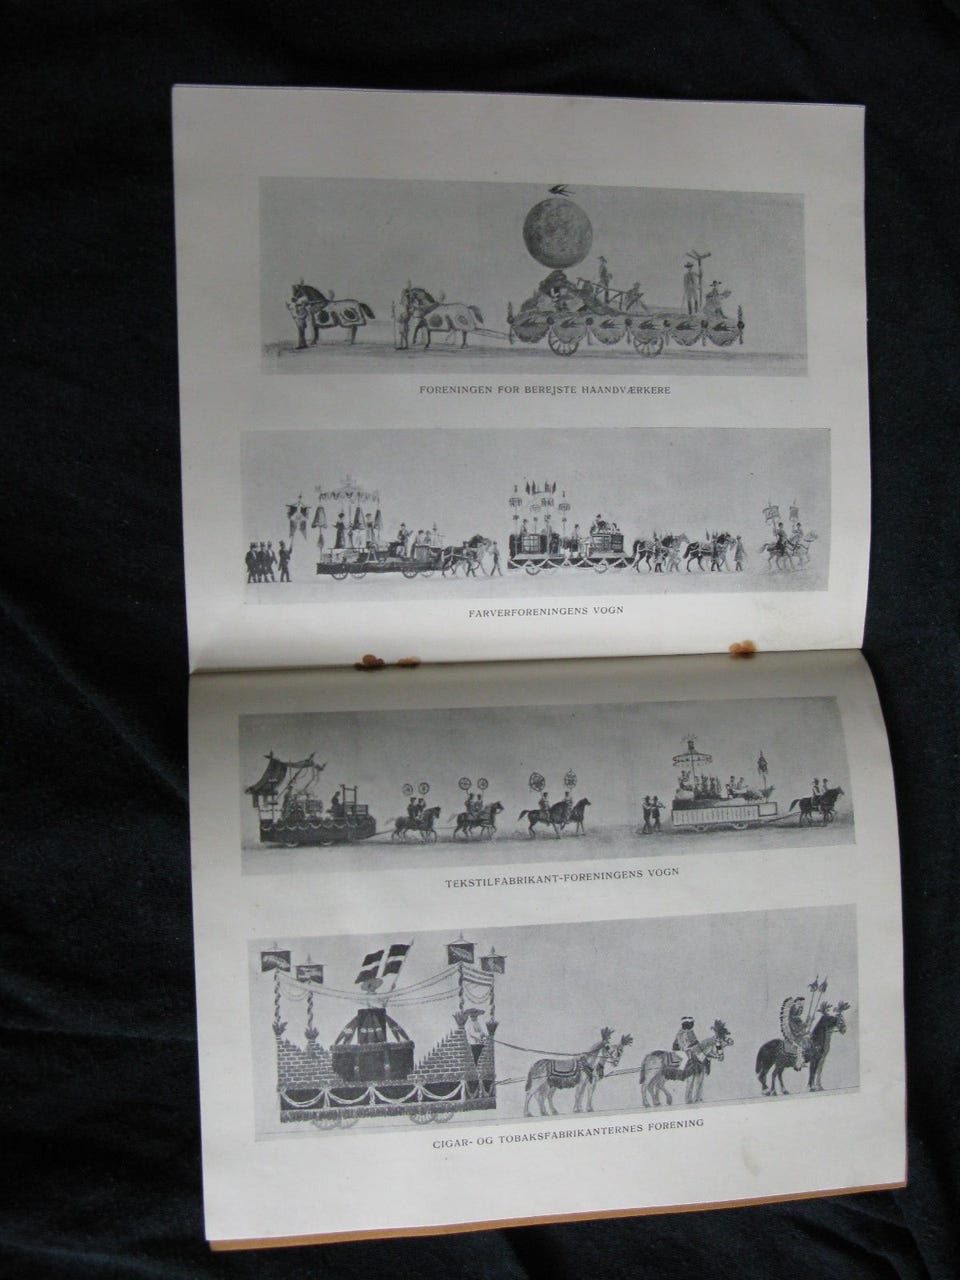 FORENINGEN FOR BEREJSTE HAANDVÆRKERE
FARVERFORENINGENS VOGN
TEKSTILFABRIKANT-FORENINGENS VOGN
CIGAR- OG TOBAKSFABRIKANTERNES FORENING